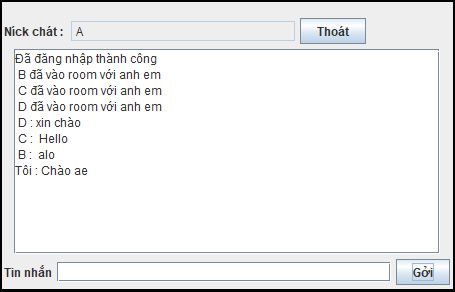 Nick chát : A Thoát
Đã đăng nhập thành công
B đã vào room với anh em
C đã vào room với anh em
D đã vào room với anh em
D : xin chào
C : Hello
B : alo
Tôi : Chào ae
Tin nhắn Gởi